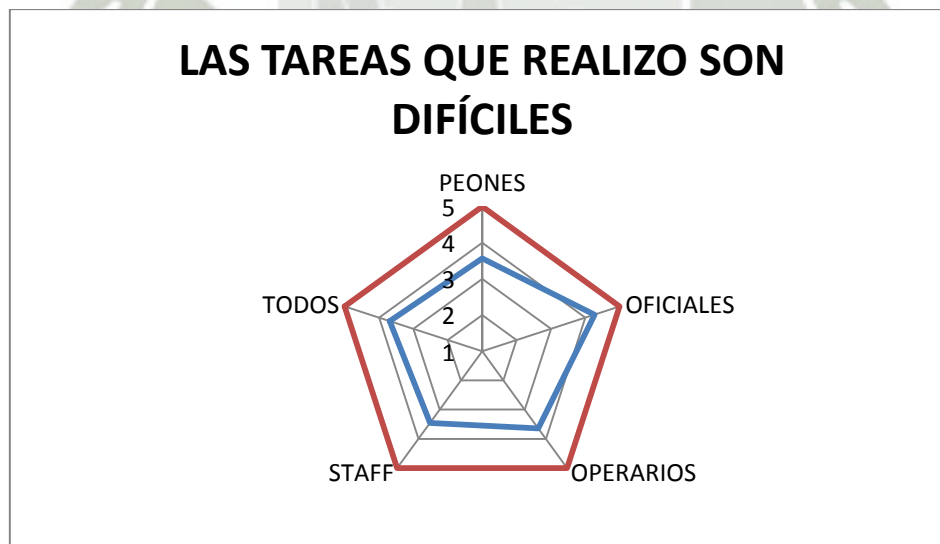 LAS TAREAS QUE REALIZO SON
DIFÍCILES
PEONES
5
4
3
2
1
TODOS
OFICIALES
STAFF
OPERARIOS